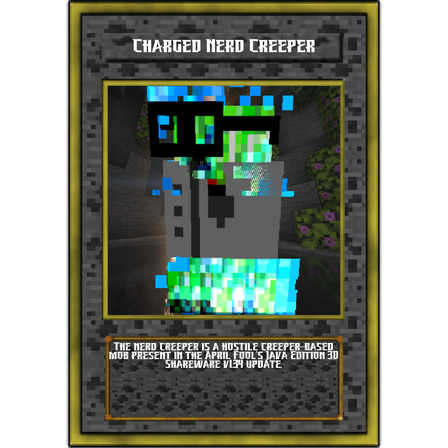 Charged Nerd Creeper
The Nerd Creeper is a hostile creeper-based
mob present in the April Fool's Java Edition 3D
Shareware v1.34 update.